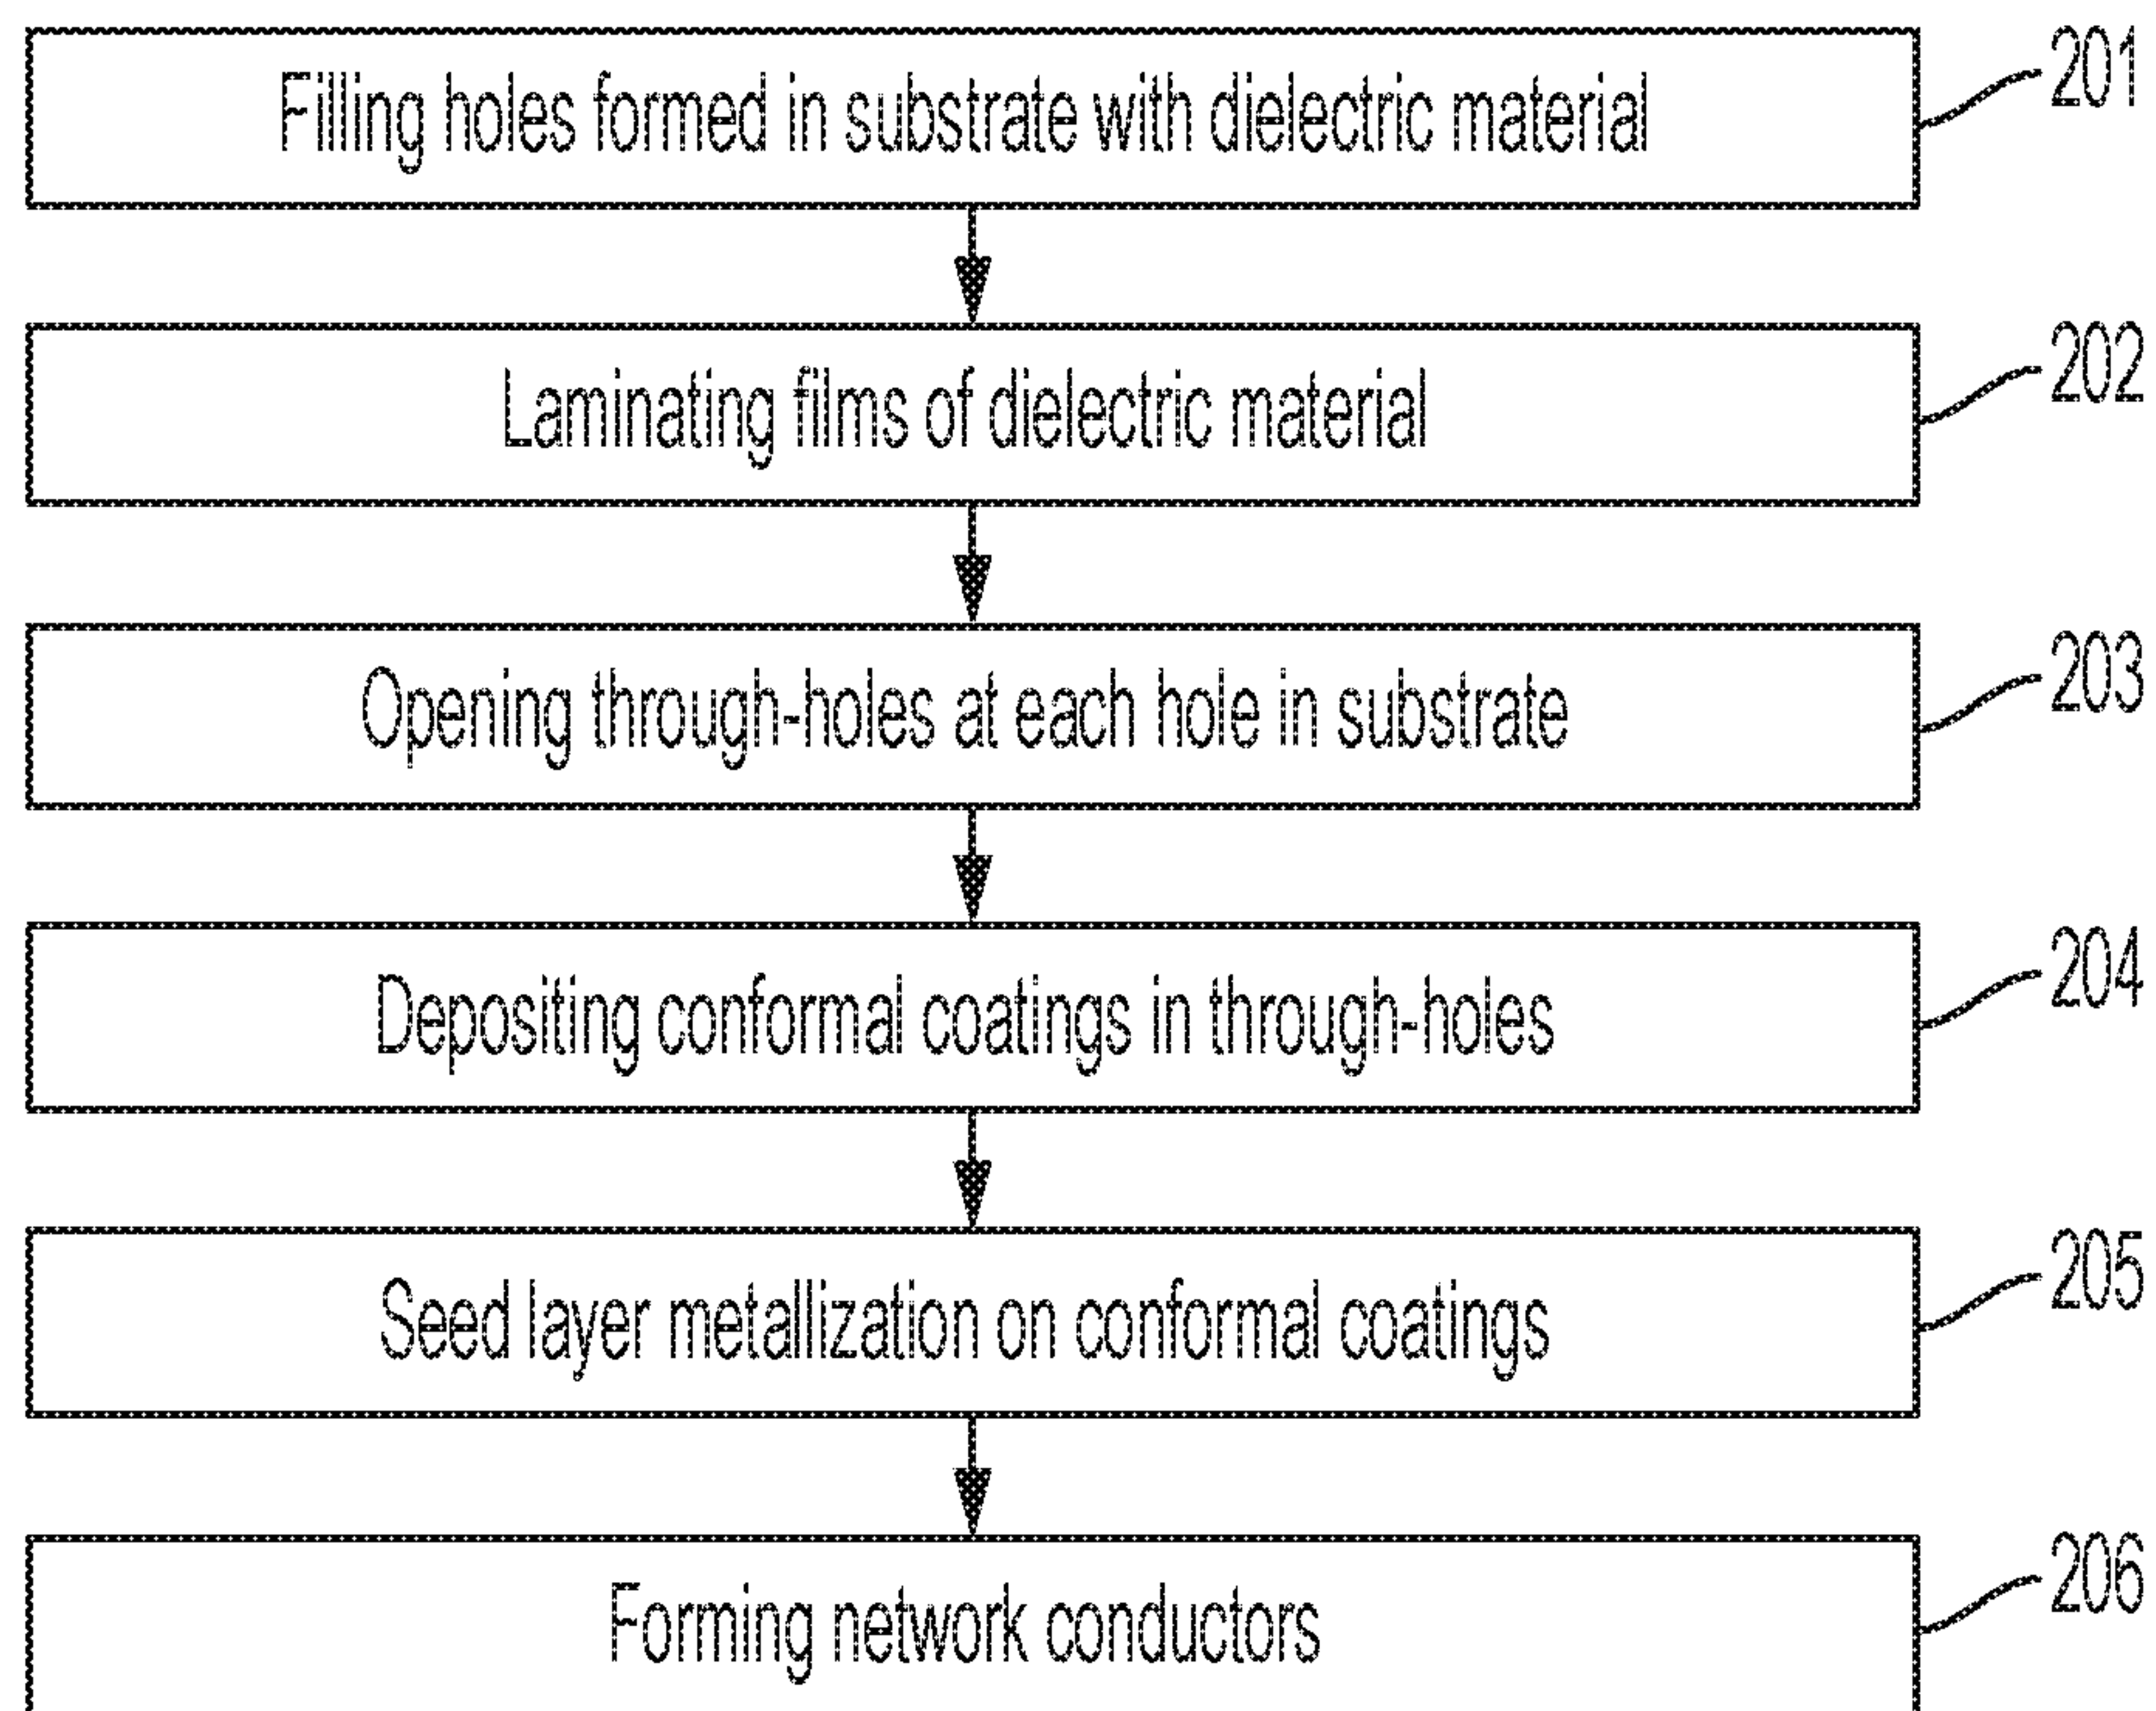 Filling holes formed in substrate with dielectric material
201
Laminating films of dielectric material
202
Opening through-holes at each hole in substrate
203
Depositing conformal coatings in through-holes
204
Seed layer metallization on conformal coatings
205
Forming network conductors
206